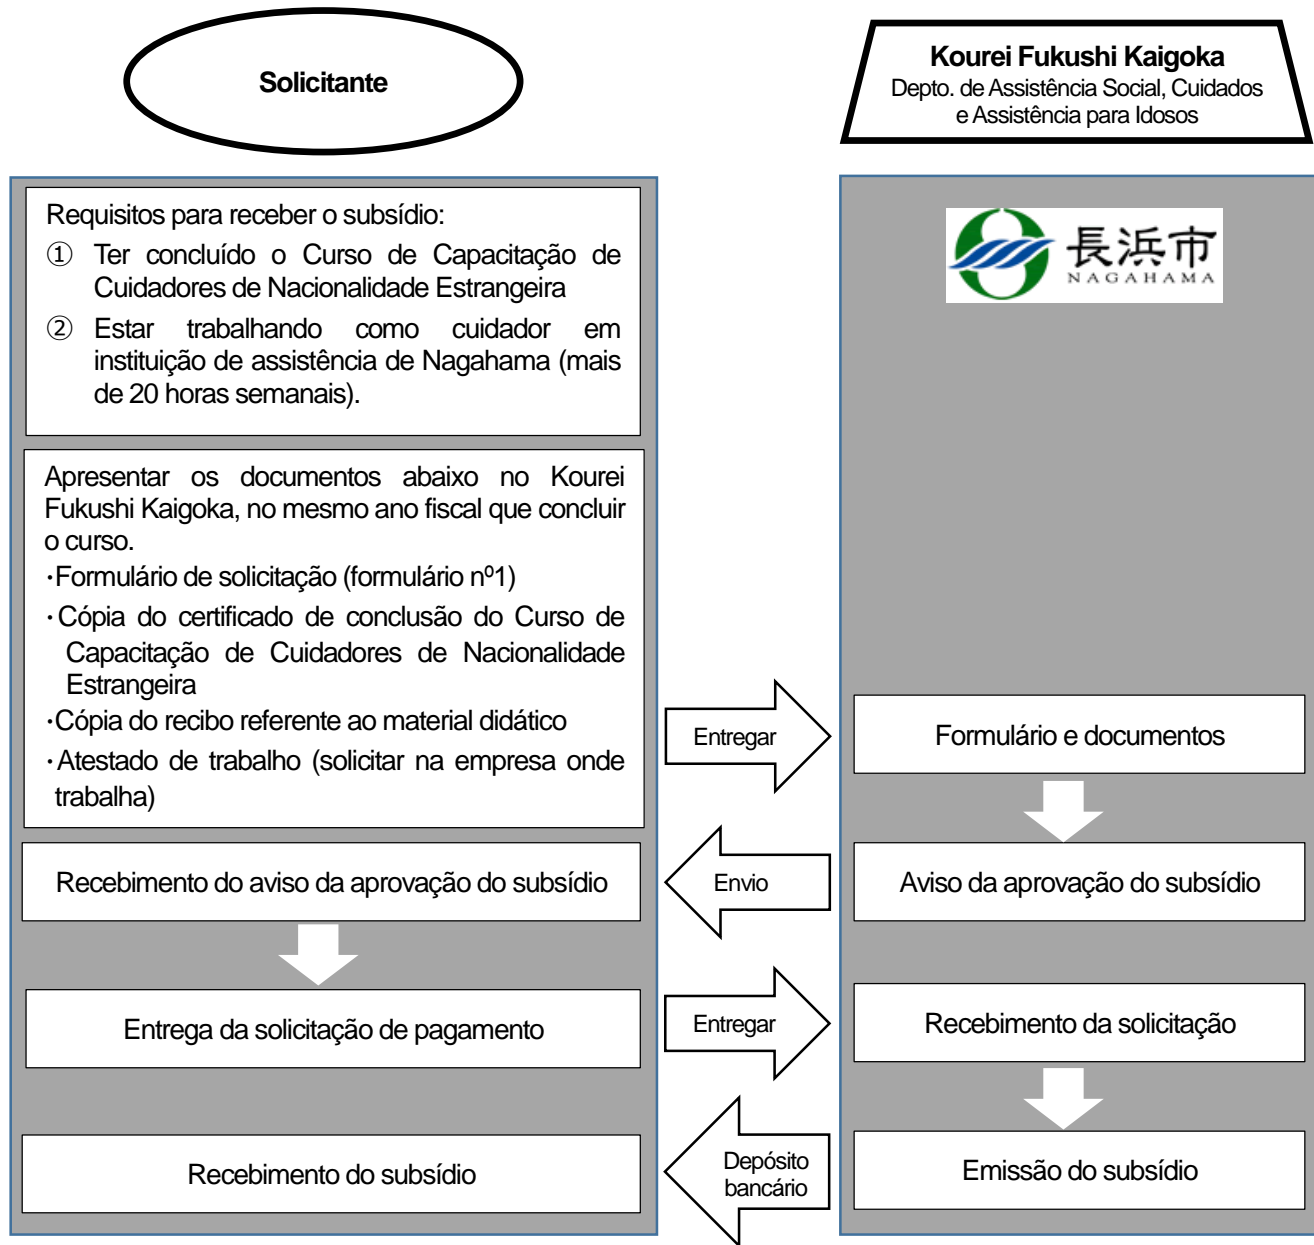 Solicitante
Kourei Fukushi Kaigoka
Depto. de Assistência Social, Cuidados
e Assistência para Idosos
Requisitos para receber o subsídio:
① Ter concluído o Curso de Capacitação de
Cuidadores de Nacionalidade Estrangeira
② Estar trabalhando como cuidador em
instituição de assistência de Nagahama (mais
de 20 horas semanais).
長浜市
NAGAHAMA
Apresentar os documentos abaixo no Kourei
Fukushi Kaigoka, no mesmo ano fiscal que concluir
o curso.
・Formulário de solicitação (formulário nº1)
・Cópia do certificado de conclusão do Curso de
Capacitação de Cuidadores de Nacionalidade
Estrangeira
・Cópia do recibo referente ao material didático
・Atestado de trabalho (solicitar na empresa onde
trabalha)
Entregar
Formulário e documentos
Recebimento do aviso da aprovação do subsídio
Envio
Aviso da aprovação do subsídio
Entrega da solicitação de pagamento
Entregar
Recebimento da solicitação
Recebimento do subsídio
Depósito
bancário
Emissão do subsídio